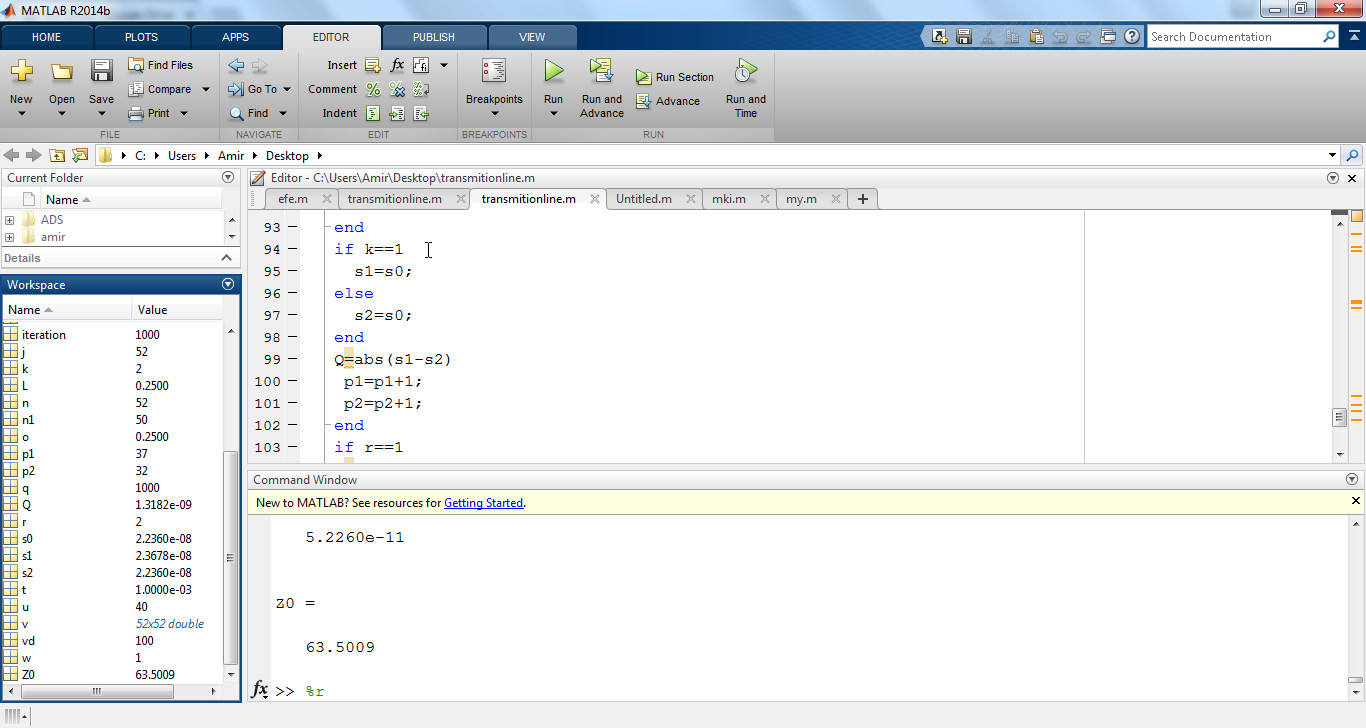 MATLAB R2014b
HOME PLOTS APPS EDITOR PUBLISH VIEW
Search Documentation
New Open Save
Find Files
Compare
Print
FILE
Go To
Find
NAVIGATE
Insert fx
Comment
Indent
EDIT
Breakpoints
BREAKPOINTS
Run
Run and Advance
Run Section
Advance
Run and Time
RUN
C: Users Amir Desktop
Current Folder
Name
ADS
amir
Details
Workspace
Name Value
iteration 1000
j 52
k 2
L 0.2500
n 52
n1 50
o 0.2500
p1 37
p2 32
q 1000
Q 1.3182e-09
r 2
s0 2.2360e-08
s1 2.3678e-08
s2 2.2360e-08
t 1.0000e-03
u 40
v 52x52 double
vd 100
w 1
Z0 63.5009
Editor - C:\Users\Amir\Desktop\transmitionline.m
efe.m transmitionline.m transmitionline.m Untitled.m mki.m my.m +
93 – end
94 – if k==1
95 – s1=s0;
96 – else
97 – s2=s0;
98 – end
99 – Q=abs(s1-s2)
100 – p1=p1+1;
101 – p2=p2+1;
102 – end
103 – if r==1
Command Window
New to MATLAB? See resources for Getting Started.
5.2260e-11
Z0 =
63.5009
fx >> %r